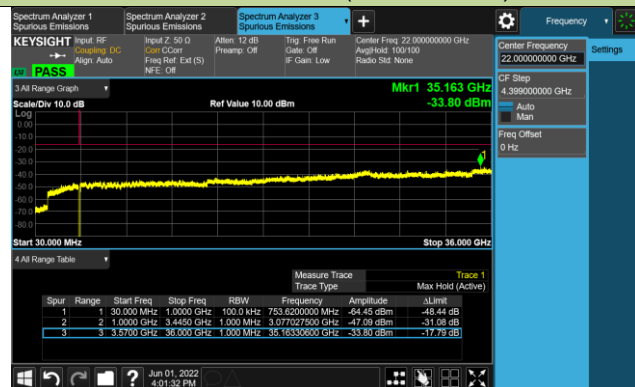 Spectrum Analyzer 1
Spurious Emissions
Spectrum Analyzer 2
Spurious Emissions
Spectrum Analyzer 3
Spurious Emissions
Frequency
KEYSIGHT
Input: RF
Coupling: DC
Align: Auto
Input Z: 50 Ω
Corr CCorr
Freq Ref: Ext (S)
NFE: Off
Atten: 12 dB
Preamp: Off
Trig: Free Run
Gate: Off
IF Gain: Low
Center Freq: 22.000000000 GHz
Avg|Hold: 100/100
Radio Std: None
PASS
Center Frequency
22.000000000 GHz
Settings
CF Step
4.399000000 GHz
Auto
Man
Freq Offset
0 Hz
3 All Range Graph
Mkr1 35.163 GHz
Scale/Div 10.0 dB
Ref Value 10.00 dBm
-33.80 dBm
Log
0.00
-10.0
-20.0
-30.0
-40.0
-50.0
-60.0
-70.0
-80.0
1
Start 30.000 MHz
Stop 36.000 GHz
4 All Range Table
Measure Trace Trace 1
Trace Type Max Hold (Active)
Spur Range Start Freq Stop Freq RBW Frequency Amplitude ΔLimit
1 1 30.000 MHz 1.0000 GHz 100.0 kHz 753.6200000 MHz -64.45 dBm -48.44 dB
2 2 1.0000 GHz 3.4450 GHz 1.000 MHz 3.077027500 GHz -47.09 dBm -31.08 dB
3 3 3.5700 GHz 36.000 GHz 1.000 MHz 35.16330600 GHz -33.80 dBm -17.79 dB
?
Jun 01, 2022
4:01:32 PM